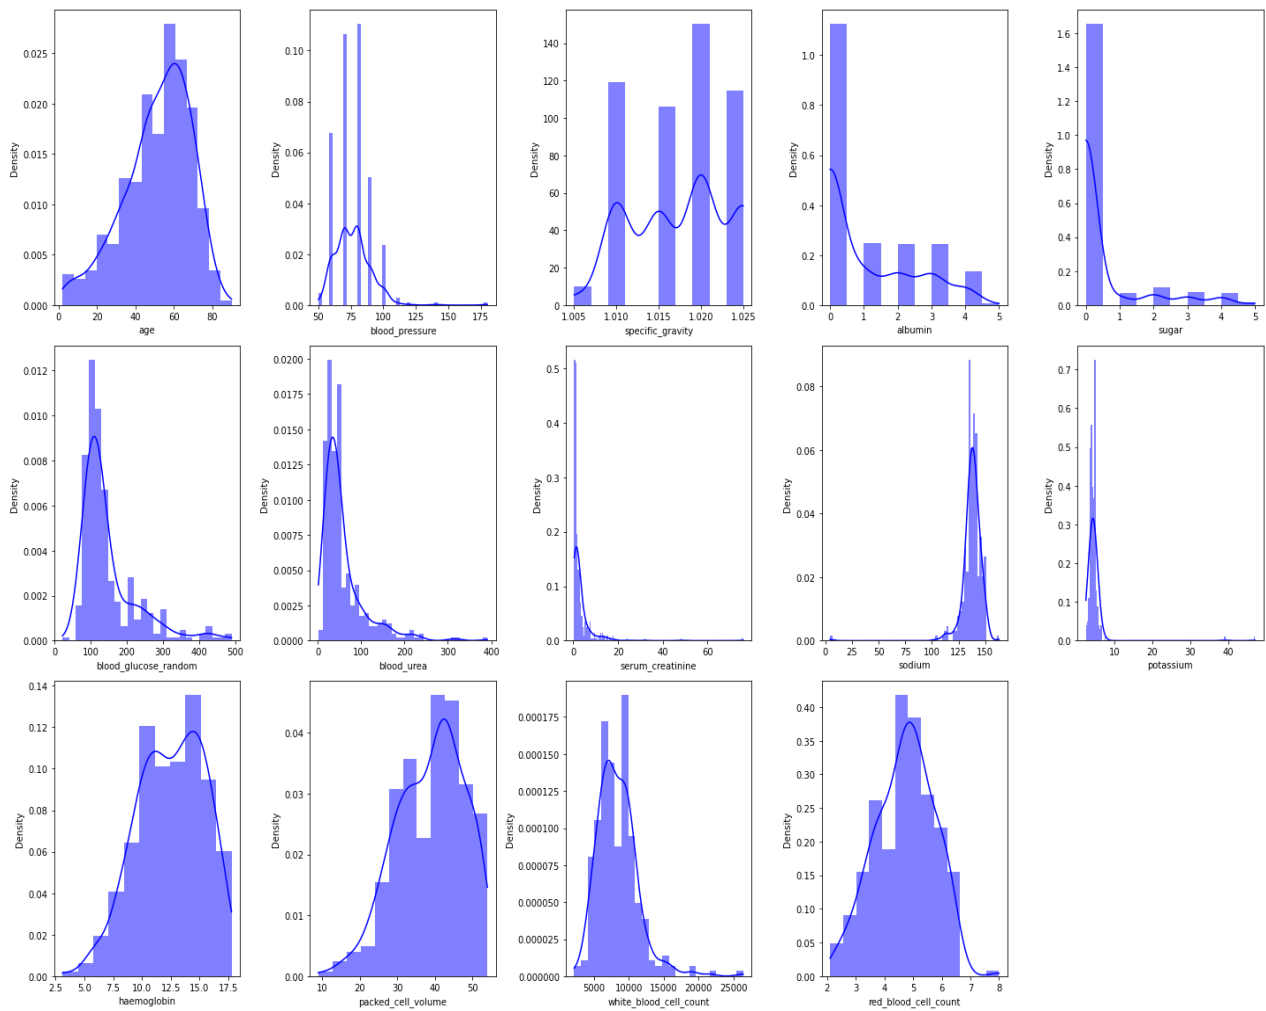 Density
0.025
0.020
0.015
0.010
0.005
0.000
0 20 40 60 80
age
Density
0.10
0.08
0.06
0.04
0.02
0.00
50 75 100 125 150 175
blood_pressure
Density
140
120
100
80
60
40
20
0
1.005 1.010 1.015 1.020 1.025
specific_gravity
Density
1.0
0.8
0.6
0.4
0.2
0.0
0 1 2 3 4 5
albumin
Density
1.6
1.4
1.2
1.0
0.8
0.6
0.4
0.2
0.0
0 1 2 3 4 5
sugar
Density
0.012
0.010
0.008
0.006
0.004
0.002
0.000
0 100 200 300 400 500
blood_glucose_random
Density
0.0200
0.0175
0.0150
0.0125
0.0100
0.0075
0.0050
0.0025
0.0000
0 100 200 300 400
blood_urea
Density
0.5
0.4
0.3
0.2
0.1
0.0
0 20 40 60
serum_creatinine
Density
0.08
0.06
0.04
0.02
0.00
0 25 50 75 100 125 150
sodium
Density
0.7
0.6
0.5
0.4
0.3
0.2
0.1
0.0
10 20 30 40
potassium
Density
0.14
0.12
0.10
0.08
0.06
0.04
0.02
0.00
2.5 5.0 7.5 10.0 12.5 15.0 17.5
haemoglobin
Density
0.04
0.03
0.02
0.01
0.00
10 20 30 40 50
packed_cell_volume
Density
0.000175
0.000150
0.000125
0.000100
0.000075
0.000050
0.000025
0.000000
5000 10000 15000 20000 25000
white_blood_cell_count
Density
0.40
0.35
0.30
0.25
0.20
0.15
0.10
0.05
0.00
2 3 4 5 6 7 8
red_blood_cell_count